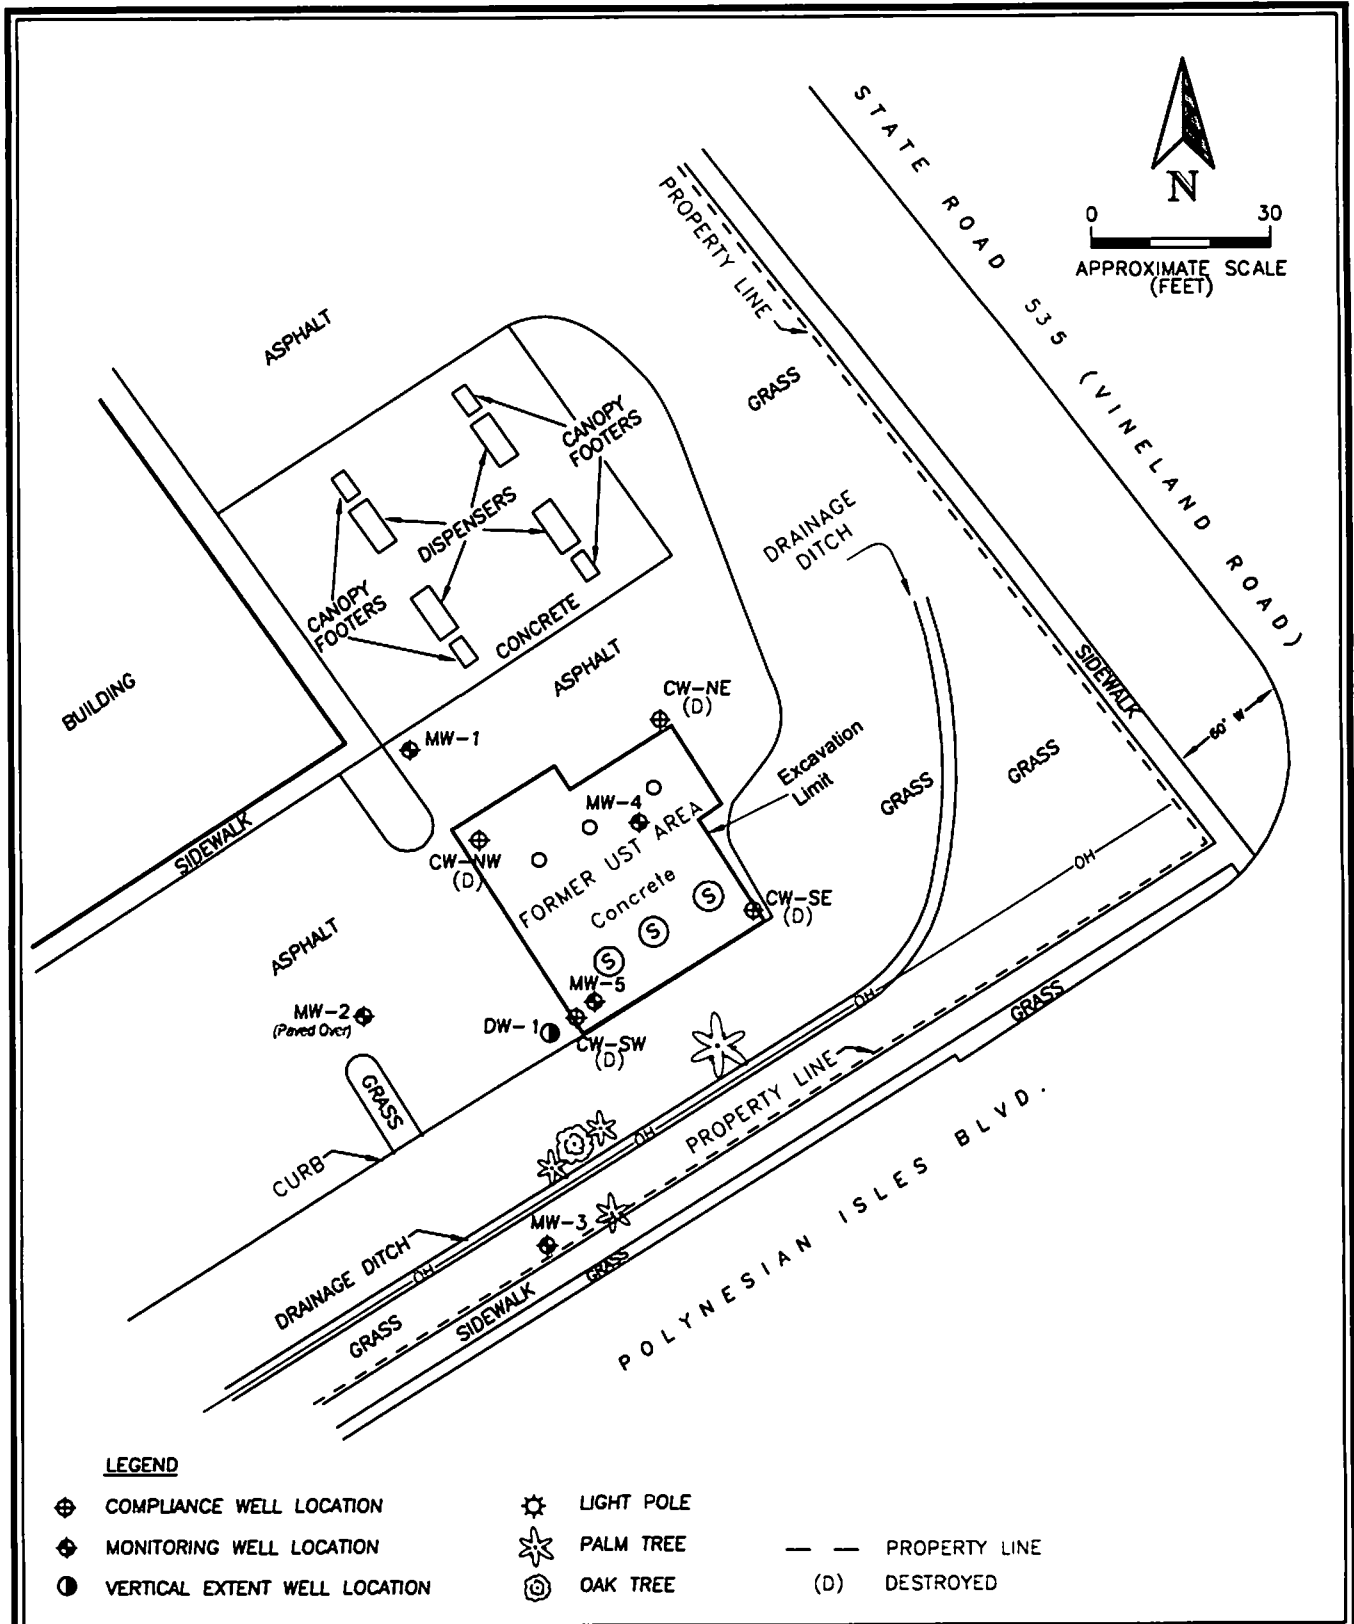 STATE ROAD 535 (VINELAND ROAD)
N
0 30
APPROXIMATE SCALE
(FEET)
PROPERTY LINE
ASPHALT
GRASS
CANOPY
FOOTERS
DISPENSERS
DRAINAGE
DITCH
CANOPY
FOOTERS
CONCRETE
ASPHALT
SIDEWALK
BUILDING
CW-NE
(D)
60' W
MW-1
Excavation
Limit
GRASS
GRASS
MW-4
SIDEWALK
CW-NW
(D)
FORMER UST AREA
Concrete
OH
S
S
S
CW-SE
(D)
ASPHALT
MW-5
OH
GRASS
MW-2
(Paved Over)
DW-1
CW-SW
(D)
GRASS
PROPERTY LINE
OH
CURB
POLYNESIAN ISLES BLVD.
MW-3
DRAINAGE DITCH
OH
GRASS
SIDEWALK
GRASS
LEGEND
COMPLIANCE WELL LOCATION
MONITORING WELL LOCATION
VERTICAL EXTENT WELL LOCATION
LIGHT POLE
PALM TREE
OAK TREE
PROPERTY LINE
(D) DESTROYED